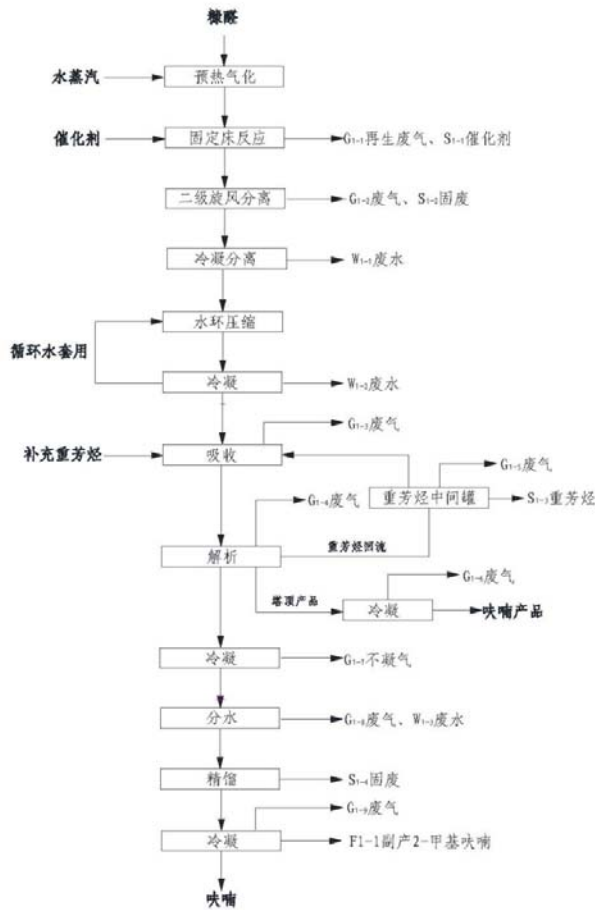 糠醛
水蒸汽
预热气化
催化剂
固定床反应
G₁₋₁再生废气、S₁₋₁催化剂
二级旋风分离
G₁₋₂废气、S₁₋₂固废
冷凝分离
W₁₋₁废水
水环压缩
循环水套用
冷凝
W₁₋₂废水
G₁₋₃废气
补充重芳烃
吸收
G₁₋₅废气
G₁₋₄废气
重芳烃中间罐
S₁₋₃重芳烃
解析
重芳烃回流
G₁₋₆废气
塔顶产品
冷凝
呋喃产品
冷凝
G₁₋₇不凝气
分水
G₁₋₈废气、W₁₋₃废水
精馏
S₁₋₄固废
G₁₋₉废气
冷凝
F1-1副产2-甲基呋喃
呋喃